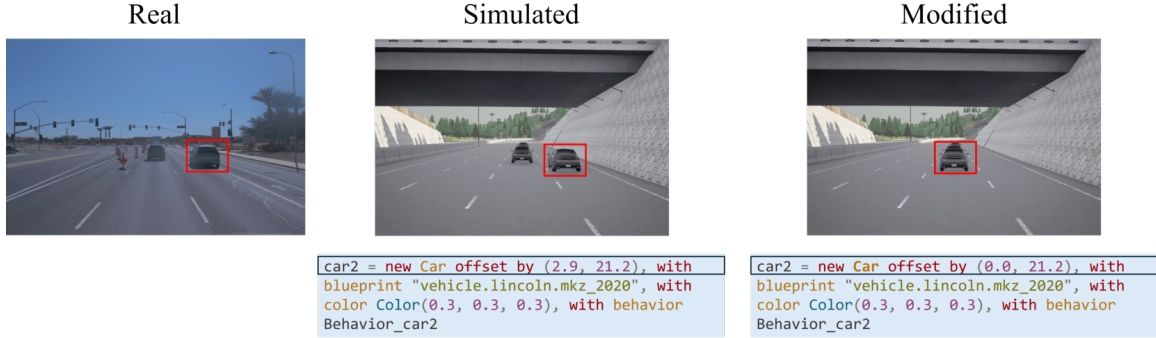 Real
Simulated
Modified
car2 = new Car offset by (2.9, 21.2), with
blueprint "vehicle.lincoln.mkz_2020", with
color Color(0.3, 0.3, 0.3), with behavior
Behavior_car2
car2 = new Car offset by (0.0, 21.2), with
blueprint "vehicle.lincoln.mkz_2020", with
color Color(0.3, 0.3, 0.3), with behavior
Behavior_car2